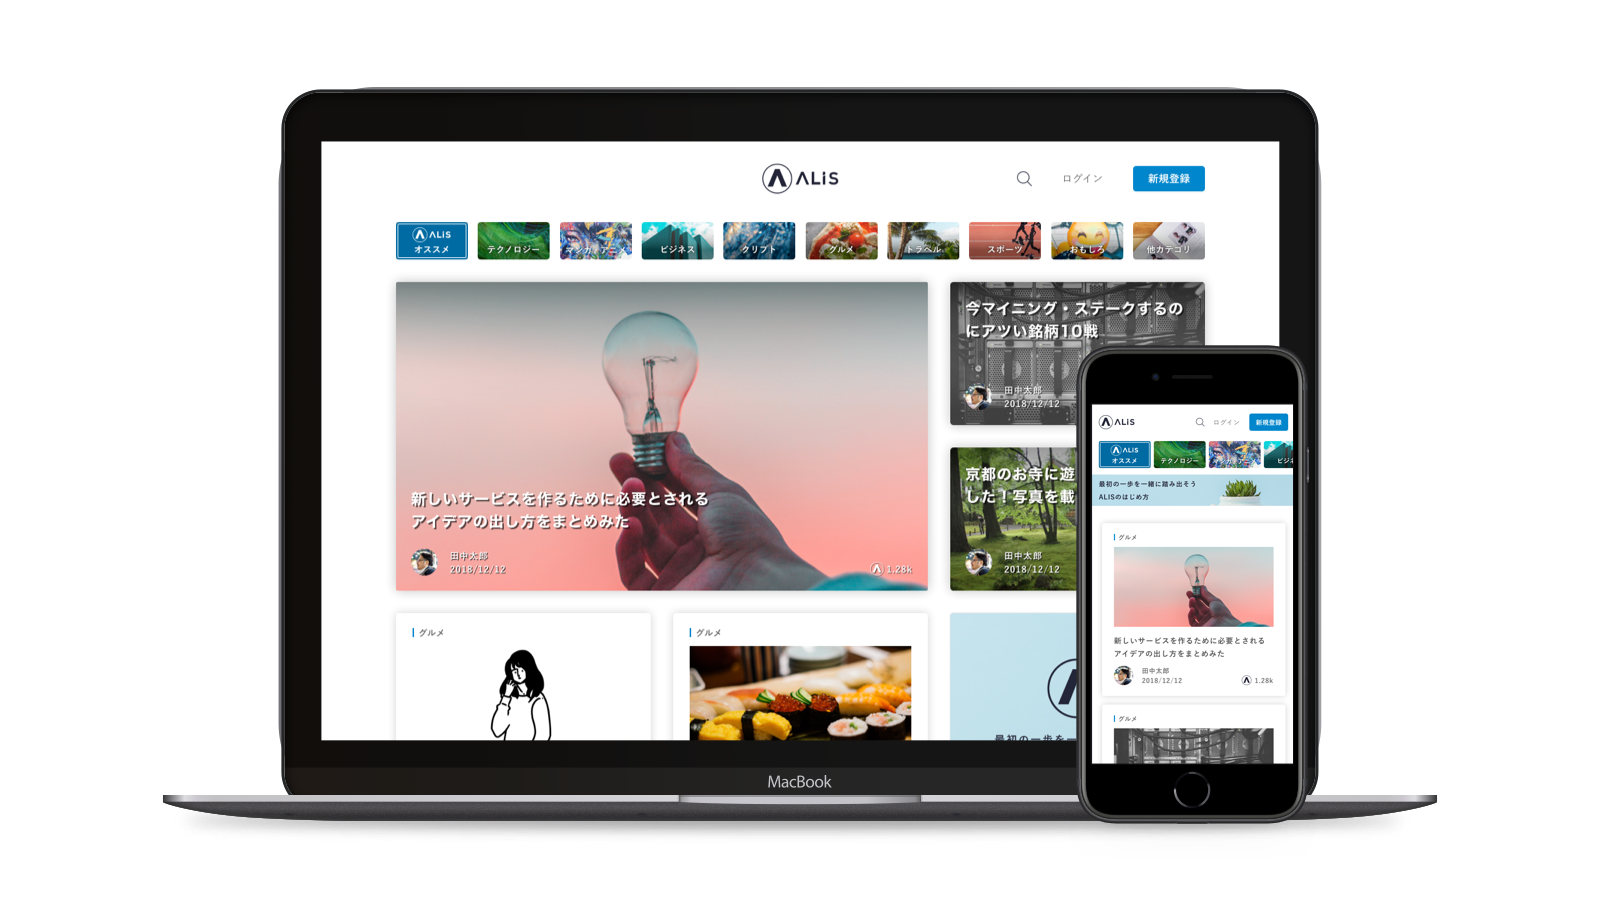 ALIS
ログイン
新規登録
ALIS
オススメ
テクノロジー
マンガ・アニメ
ビジネス
クリプト
グルメ
トラベル
スポーツ
おもしろ
他カテゴリ
新しいサービスを作るために必要とされる
アイデアの出し方をまとめみた
田中太郎
2018/12/12
1.28k
今マイニング・ステークするの
にアツい銘柄10戦
田中太郎
2018/12/12
京都のお寺に遊
した！写真を載
田中太郎
2018/12/12
グルメ
グルメ
最初の一歩を一
MacBook
ALIS
ログイン
新規登録
ALIS
オススメ
テクノロジー
マンガ・アニ
ビジネ
最初の一歩を一緒に踏み出そう
ALISのはじめ方
グルメ
新しいサービスを作るために必要とされる
アイデアの出し方をまとめみた
田中太郎
2018/12/12
1.28k
グルメ